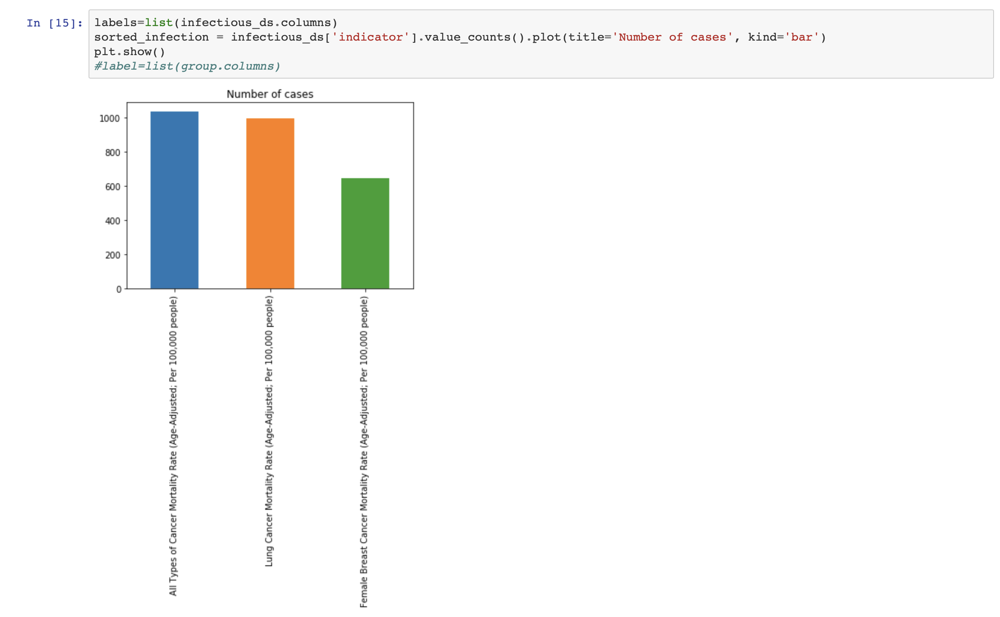 In [15]:
labels=list(infectious_ds.columns)
sorted_infection = infectious_ds['indicator'].value_counts().plot(title='Number of cases', kind='bar')
plt.show()
#label=list(group.columns)
Number of cases
1000
800
600
400
200
0
All Types of Cancer Mortality Rate (Age-Adjusted; Per 100,000 people)
Lung Cancer Mortality Rate (Age-Adjusted; Per 100,000 people)
Female Breast Cancer Mortality Rate (Age-Adjusted; Per 100,000 people)